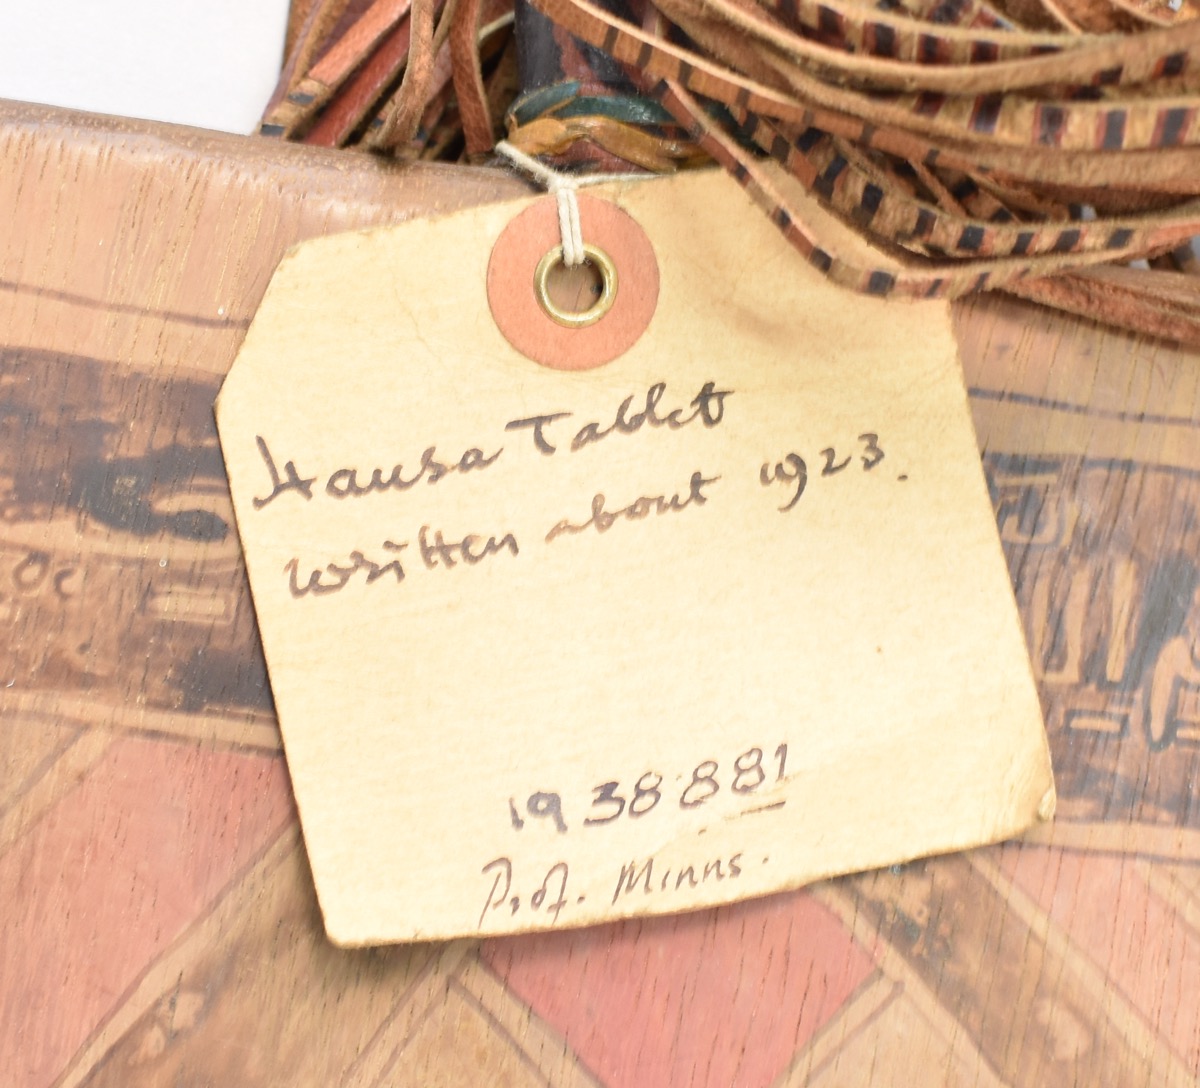 Hausa Tablet
written about 1923.
1938·881
Prof. Minns.